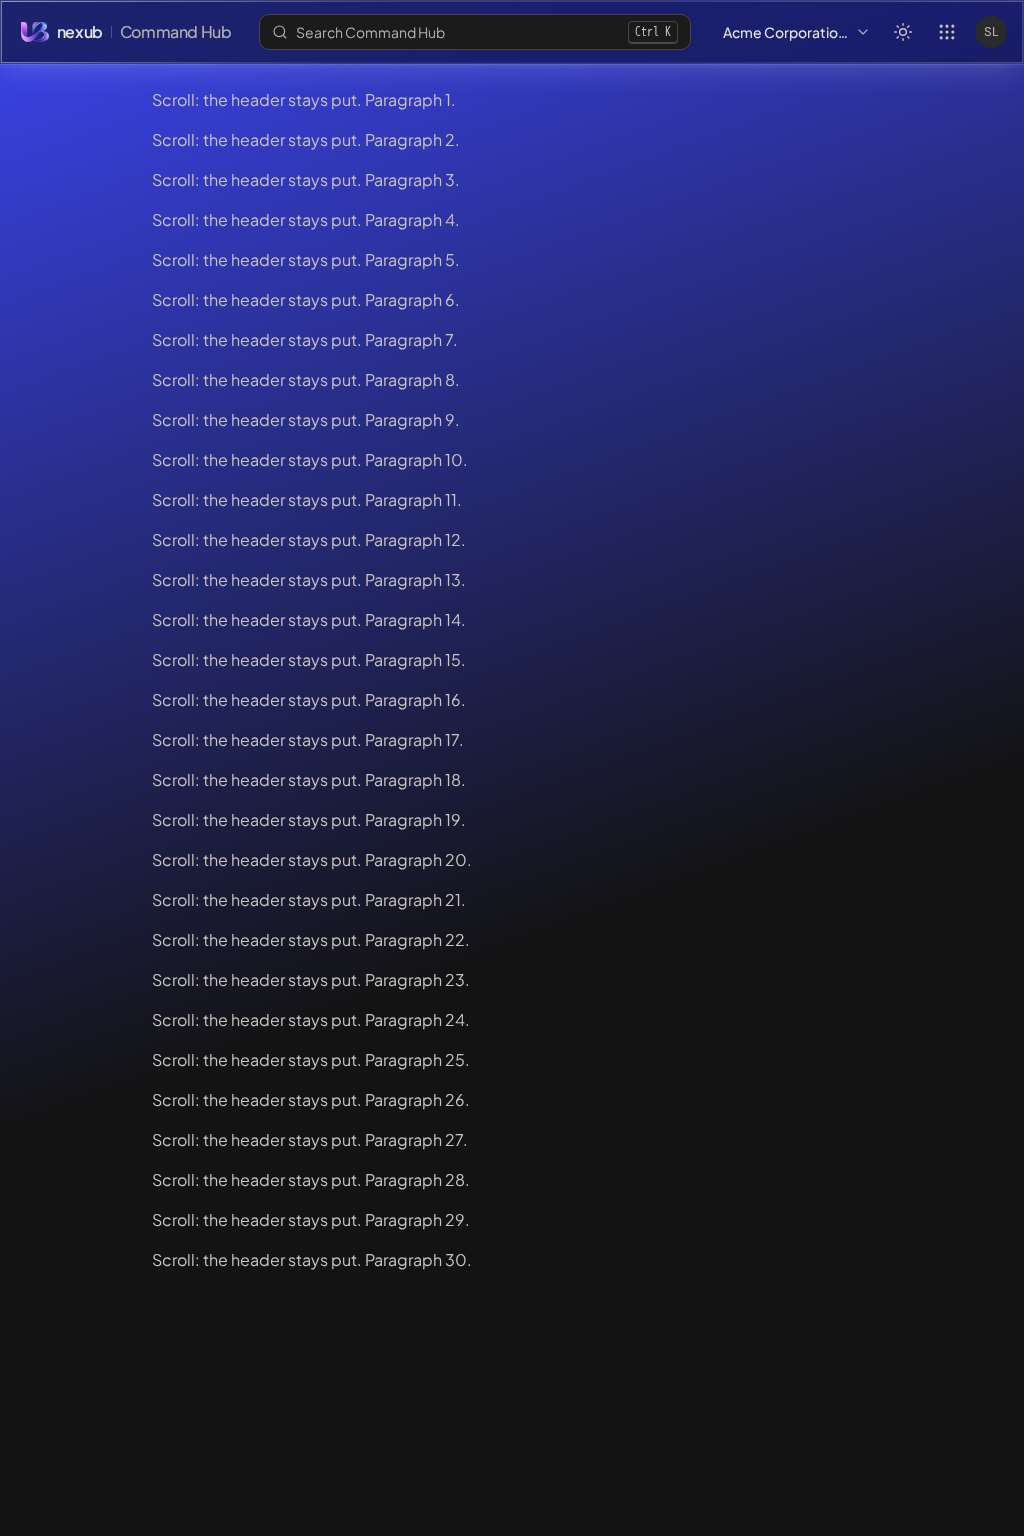 nexub | Command Hub
Search Command Hub
Ctrl K
Acme Corporatio…
SL
Scroll: the header stays put. Paragraph 1.
Scroll: the header stays put. Paragraph 2.
Scroll: the header stays put. Paragraph 3.
Scroll: the header stays put. Paragraph 4.
Scroll: the header stays put. Paragraph 5.
Scroll: the header stays put. Paragraph 6.
Scroll: the header stays put. Paragraph 7.
Scroll: the header stays put. Paragraph 8.
Scroll: the header stays put. Paragraph 9.
Scroll: the header stays put. Paragraph 10.
Scroll: the header stays put. Paragraph 11.
Scroll: the header stays put. Paragraph 12.
Scroll: the header stays put. Paragraph 13.
Scroll: the header stays put. Paragraph 14.
Scroll: the header stays put. Paragraph 15.
Scroll: the header stays put. Paragraph 16.
Scroll: the header stays put. Paragraph 17.
Scroll: the header stays put. Paragraph 18.
Scroll: the header stays put. Paragraph 19.
Scroll: the header stays put. Paragraph 20.
Scroll: the header stays put. Paragraph 21.
Scroll: the header stays put. Paragraph 22.
Scroll: the header stays put. Paragraph 23.
Scroll: the header stays put. Paragraph 24.
Scroll: the header stays put. Paragraph 25.
Scroll: the header stays put. Paragraph 26.
Scroll: the header stays put. Paragraph 27.
Scroll: the header stays put. Paragraph 28.
Scroll: the header stays put. Paragraph 29.
Scroll: the header stays put. Paragraph 30.